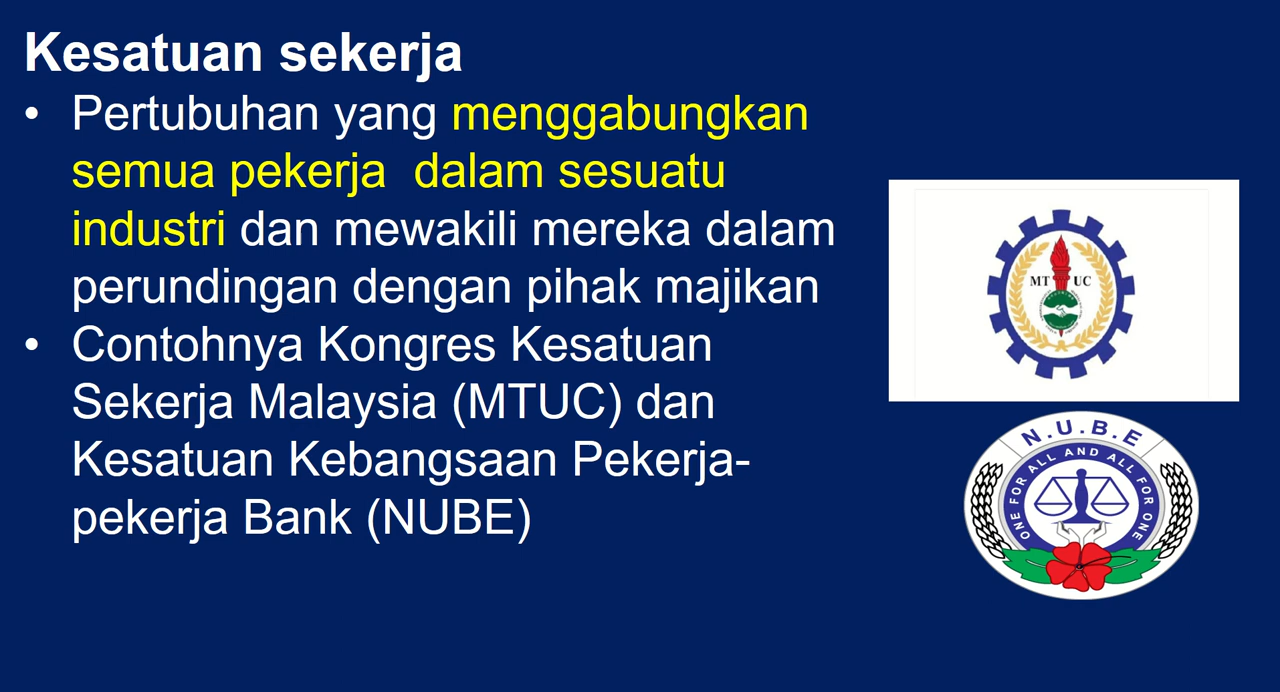 Kesatuan sekerja
• Pertubuhan yang menggabungkan
semua pekerja dalam sesuatu
industri dan mewakili mereka dalam
perundingan dengan pihak majikan
• Contohnya Kongres Kesatuan
Sekerja Malaysia (MTUC) dan
Kesatuan Kebangsaan Pekerja-
pekerja Bank (NUBE)
MT UC
N.U.B.E
ONE FOR ALL AND ALL FOR ONE